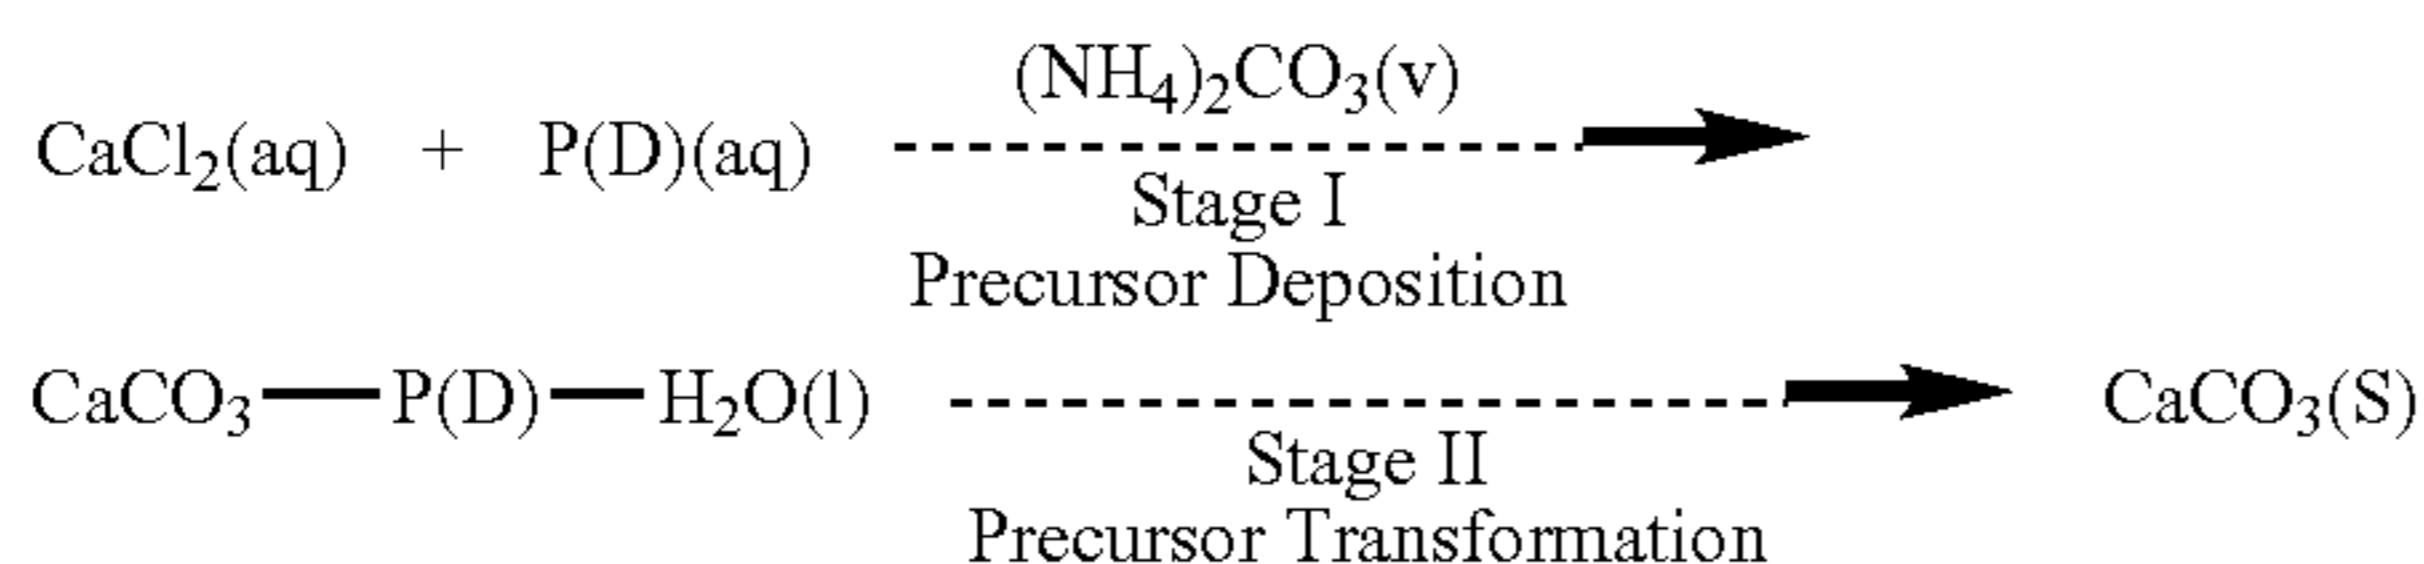 (NH₄)₂CO₃(v)
CaCl₂(aq) + P(D)(aq)
Stage I
Precursor Deposition
CaCO₃—P(D)—H₂O(l) CaCO₃(S)
Stage II
Precursor Transformation